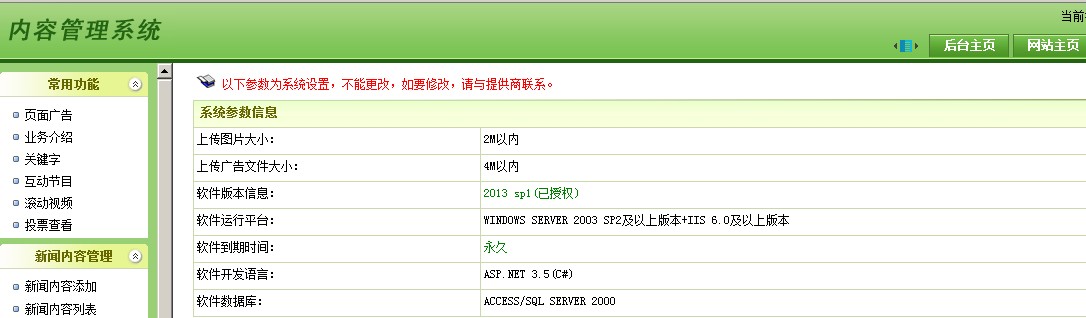 内容管理系统
当前
后台主页 网站主页
常用功能
页面广告
业务介绍
关键字
互动节目
滚动视频
投票查看
新闻内容管理
新闻内容添加
新闻内容列表
以下参数为系统设置，不能更改，如要修改，请与提供商联系。
系统参数信息
上传图片大小： 2M以内
上传广告文件大小： 4M以内
软件版本信息： 2013 sp1(已授权)
软件运行平台： WINDOWS SERVER 2003 SP2及以上版本+IIS 6.0及以上版本
软件到期时间： 永久
软件开发语言： ASP.NET 3.5(C#)
软件数据库： ACCESS/SQL SERVER 2000